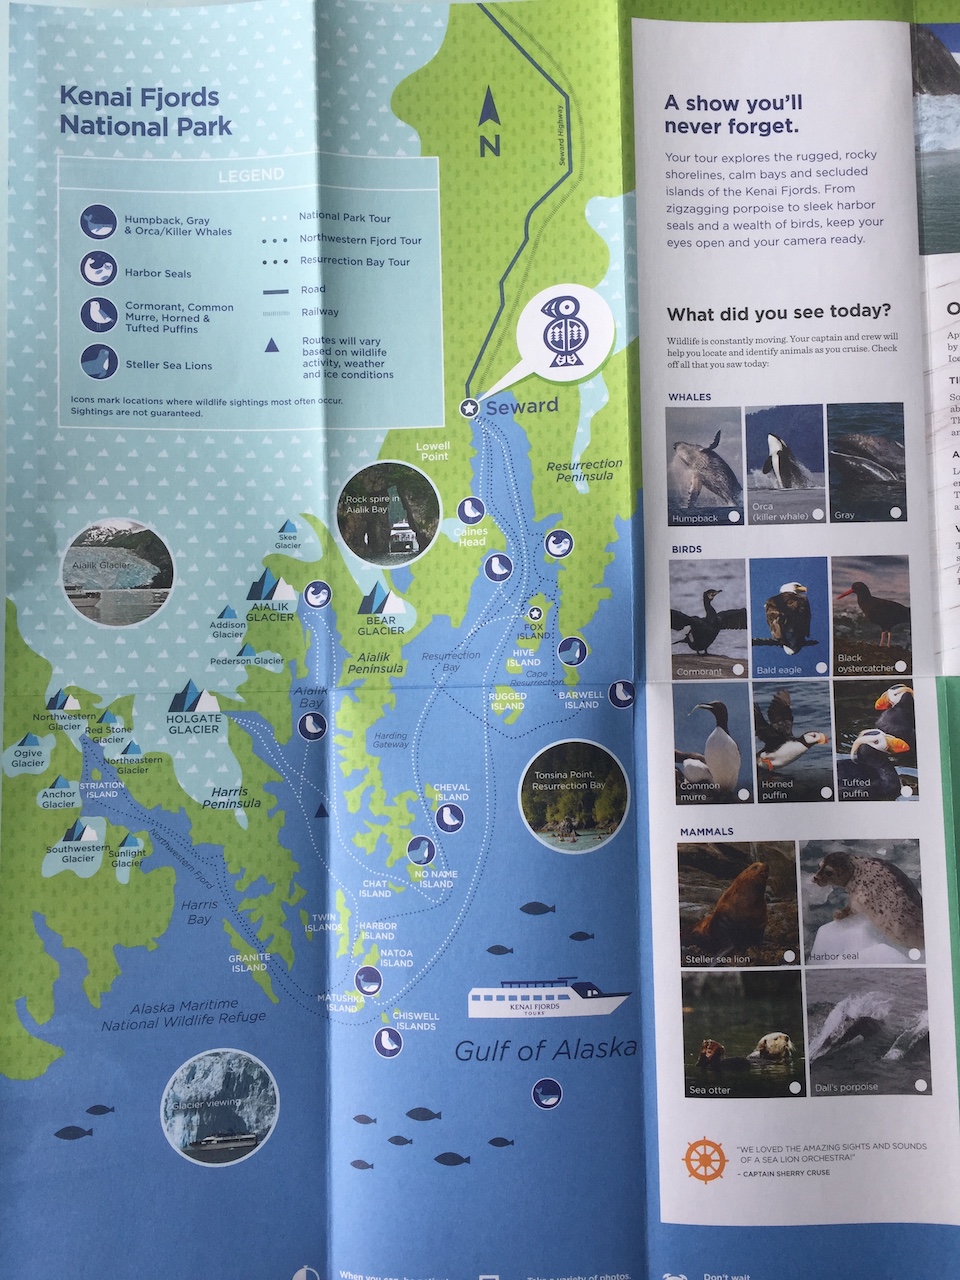 Kenai Fjords
National Park
LEGEND
Humpback, Gray
& Orca/Killer Whales
Harbor Seals
Cormorant, Common
Murre, Horned &
Tufted Puffins
Steller Sea Lions
National Park Tour
Northwestern Fjord Tour
Resurrection Bay Tour
Road
Railway
Routes will vary
based on wildlife
activity, weather
and ice conditions
Icons mark locations where wildlife sightings most often occur.
Sightings are not guaranteed.
N
Seward Highway
Seward
Lowell
Point
Resurrection
Peninsula
Rock spire in
Aialik Bay
Caines
Head
Skee
Glacier
Aialik Glacier
AIALIK
GLACIER
BEAR
GLACIER
Addison
Glacier
Pederson Glacier
Aialik
Peninsula
FOX
ISLAND
HIVE
ISLAND
Resurrection
Bay
Cape
Resurrection
RUGGED
ISLAND
BARWELL
ISLAND
Aialik
Bay
HOLGATE
GLACIER
Northwestern
Glacier
Red Stone
Glacier
Ogive
Glacier
Northeastern
Glacier
Anchor
Glacier
STRIATION
ISLAND
Harding
Gateway
Harris
Peninsula
Tonsina Point,
Resurrection Bay
CHEVAL
ISLAND
Southwestern
Glacier
Sunlight
Glacier
Northwestern Fjord
NO NAME
ISLAND
CHAT
ISLAND
Harris
Bay
TWIN
ISLANDS
HARBOR
ISLAND
NATOA
ISLAND
GRANITE
ISLAND
MATUSHKA
ISLAND
CHISWELL
ISLANDS
KENAI FJORDS
TOURS
Alaska Maritime
National Wildlife Refuge
Gulf of Alaska
Glacier viewing
A show you'll
never forget.
Your tour explores the rugged, rocky
shorelines, calm bays and secluded
islands of the Kenai Fjords. From
zigzagging porpoise to sleek harbor
seals and a wealth of birds, keep your
eyes open and your camera ready.
What did you see today?
Wildlife is constantly moving. Your captain and crew will
help you locate and identify animals as you cruise. Check
off all that you saw today:
WHALES
Humpback
Orca
(killer whale)
Gray
BIRDS
Cormorant
Bald eagle
Black
oystercatcher
Common
murre
Horned
puffin
Tufted
puffin
MAMMALS
Steller sea lion
Harbor seal
Sea otter
Dall's porpoise
"WE LOVED THE AMAZING SIGHTS AND SOUNDS
OF A SEA LION ORCHESTRA!"
- CAPTAIN SHERRY CRUSE
Take a variety of photos.
Don't wait